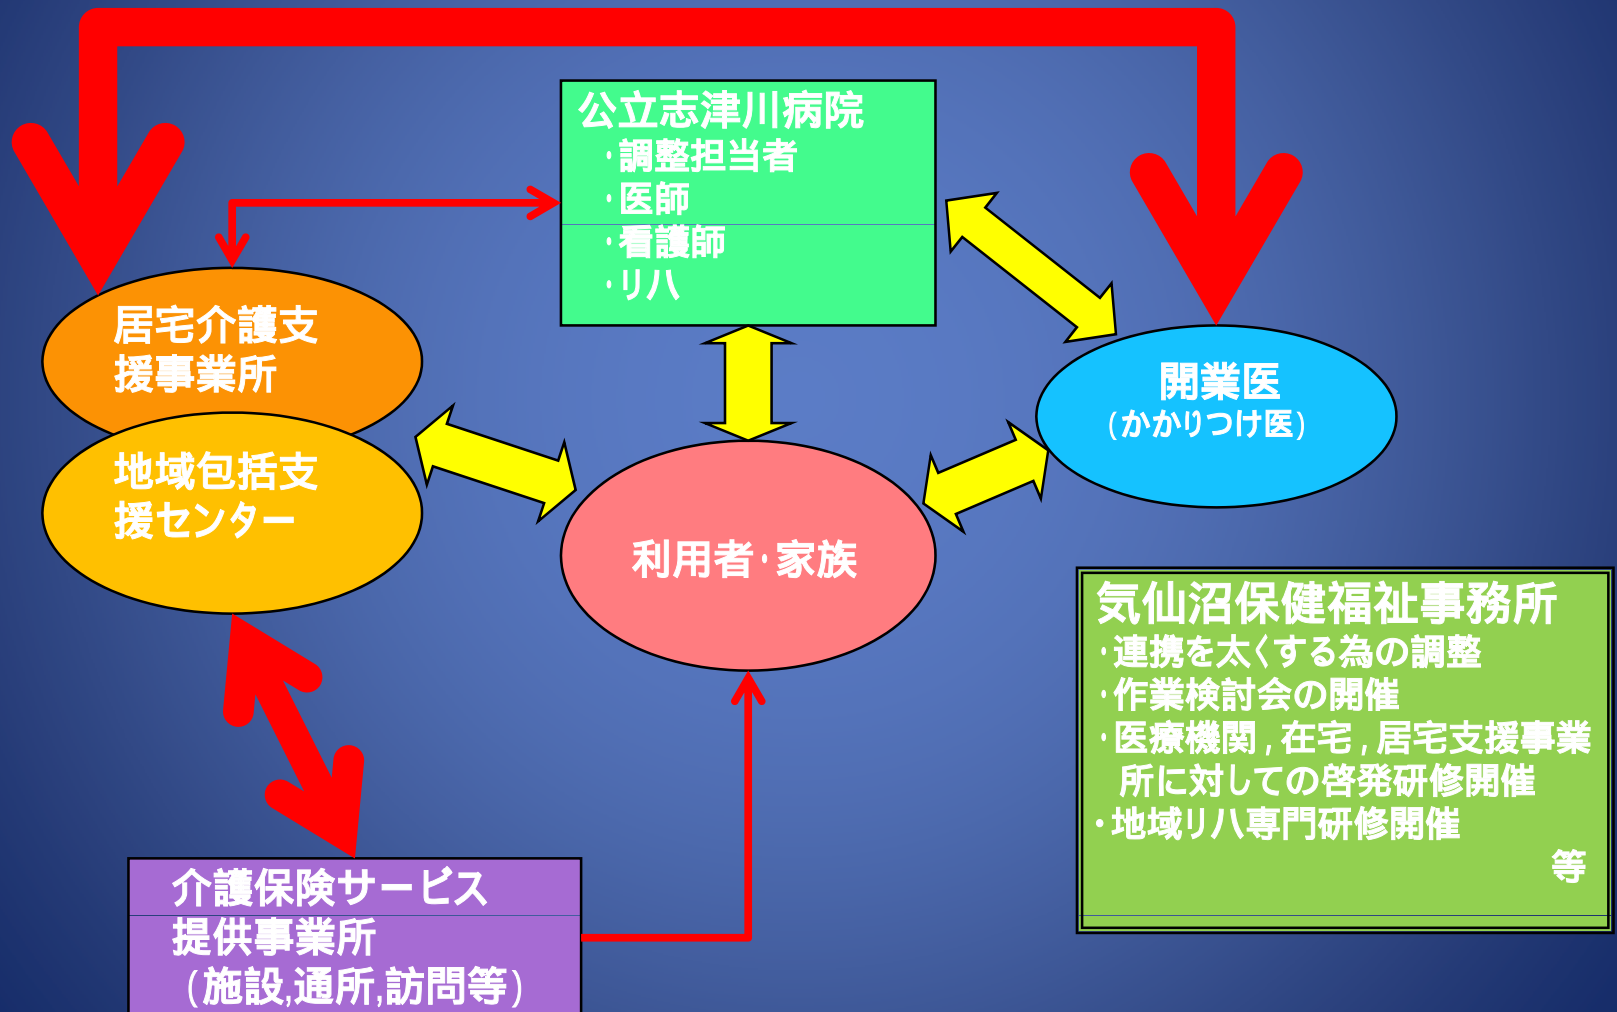 公立志津川病院
・調整担当者
・医師
・看護師
・リハ
居宅介護支
援事業所
地域包括支
援センター
開業医
(かかりつけ医)
利用者・家族
気仙沼保健福祉事務所
・連携を太くする為の調整
・作業検討会の開催
・医療機関,在宅,居宅支援事業
所に対しての啓発研修開催
・地域リハ専門研修開催
等
介護保険サービス
提供事業所
(施設,通所,訪問等)